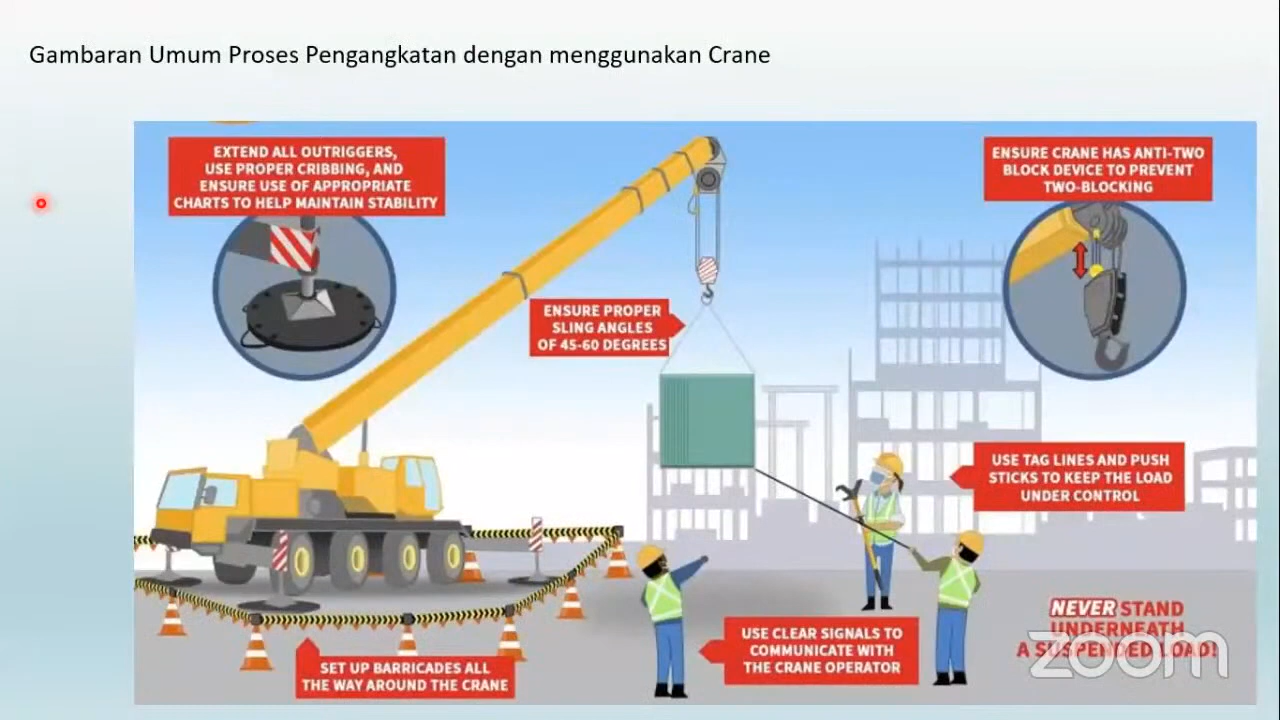 Gambaran Umum Proses Pengangkatan dengan menggunakan Crane
EXTEND ALL OUTRIGGERS,
USE PROPER CRIBBING, AND
ENSURE USE OF APPROPRIATE
CHARTS TO HELP MAINTAIN STABILITY
ENSURE CRANE HAS ANTI-TWO
BLOCK DEVICE TO PREVENT
TWO-BLOCKING
ENSURE PROPER
SLING ANGLES
OF 45-60 DEGREES
USE TAG LINES AND PUSH
STICKS TO KEEP THE LOAD
UNDER CONTROL
SET UP BARRICADES ALL
THE WAY AROUND THE CRANE
USE CLEAR SIGNALS TO
COMMUNICATE WITH
THE CRANE OPERATOR
NEVER STAND
UNDERNEATH
A SUSPENDED LOAD!
zoom